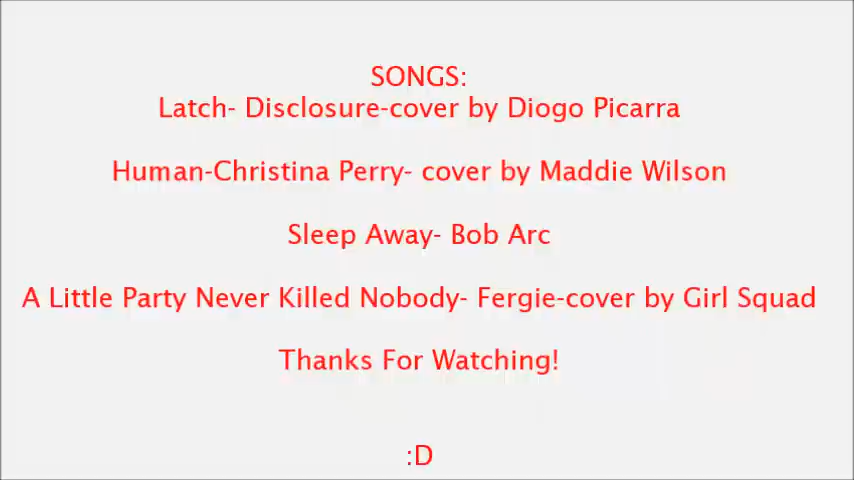 SONGS:
Latch- Disclosure-cover by Diogo Picarra
Human-Christina Perry- cover by Maddie Wilson
Sleep Away- Bob Arc
A Little Party Never Killed Nobody- Fergie-cover by Girl Squad
Thanks For Watching!
:D